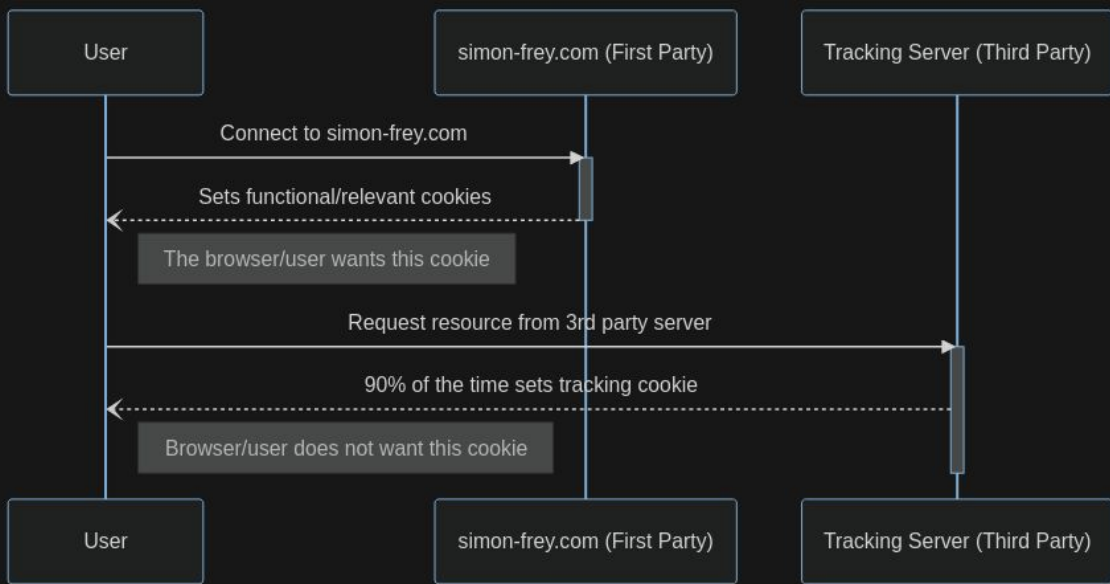 User
simon-frey.com (First Party)
Tracking Server (Third Party)
Connect to simon-frey.com
Sets functional/relevant cookies
The browser/user wants this cookie
Request resource from 3rd party server
90% of the time sets tracking cookie
Browser/user does not want this cookie
User
simon-frey.com (First Party)
Tracking Server (Third Party)